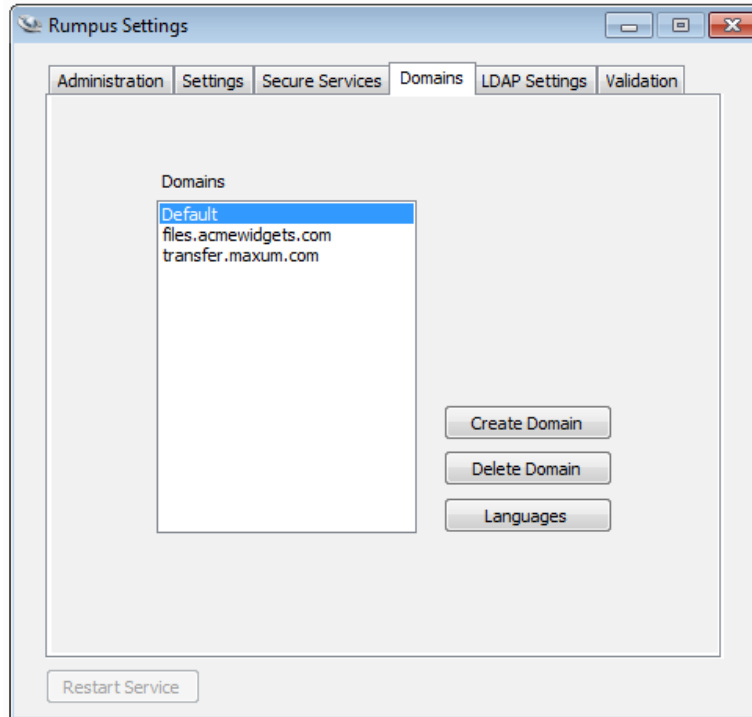 Rumpus Settings
Administration Settings Secure Services Domains LDAP Settings Validation
Domains
Default
files.acmewidgets.com
transfer.maxum.com
Create Domain
Delete Domain
Languages
Restart Service